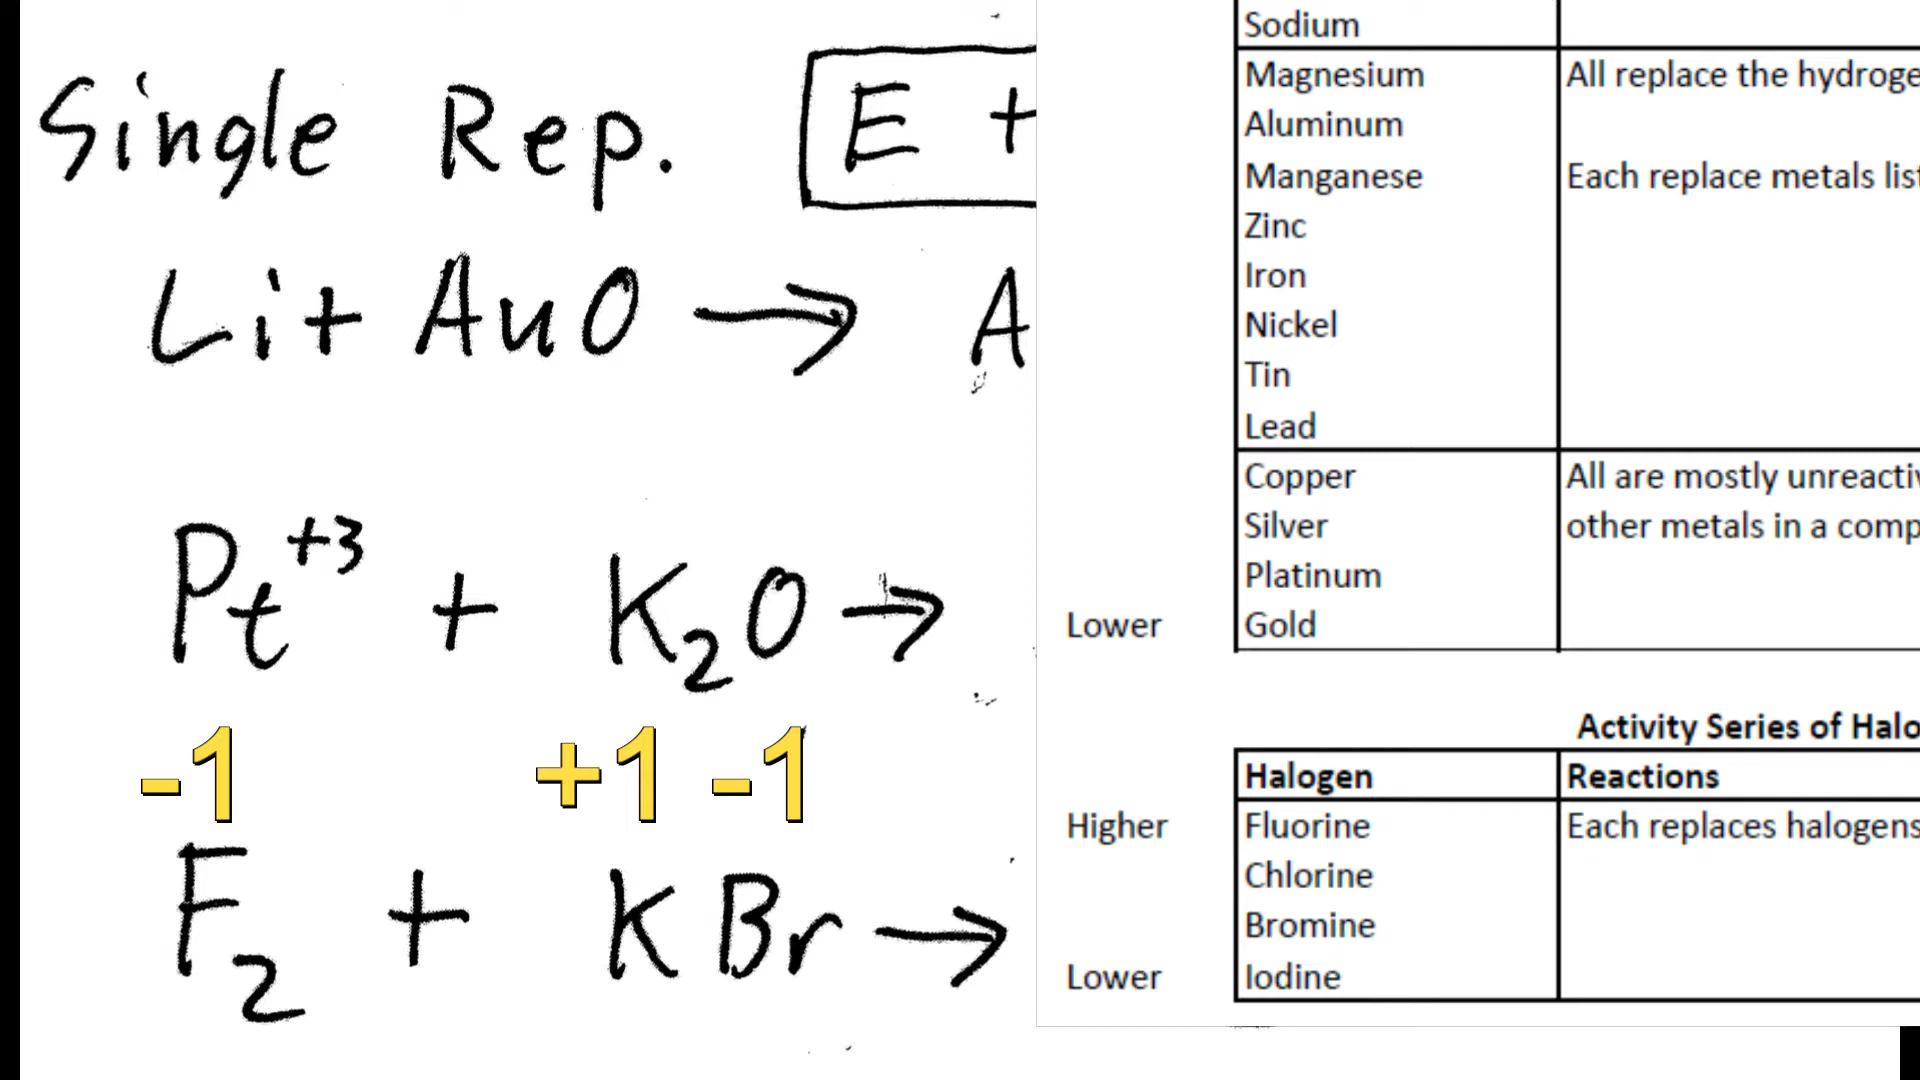 Single Rep. E +
Li + AuO → A
Pt+3 + K2O →
-1 +1 -1
F2 + KBr →
Sodium
Magnesium All replace the hydroge
Aluminum
Manganese Each replace metals list
Zinc
Iron
Nickel
Tin
Lead
Copper All are mostly unreactiv
Silver other metals in a comp
Platinum
Lower Gold
Activity Series of Halo
Halogen Reactions
Higher Fluorine Each replaces halogens
Chlorine
Bromine
Lower Iodine